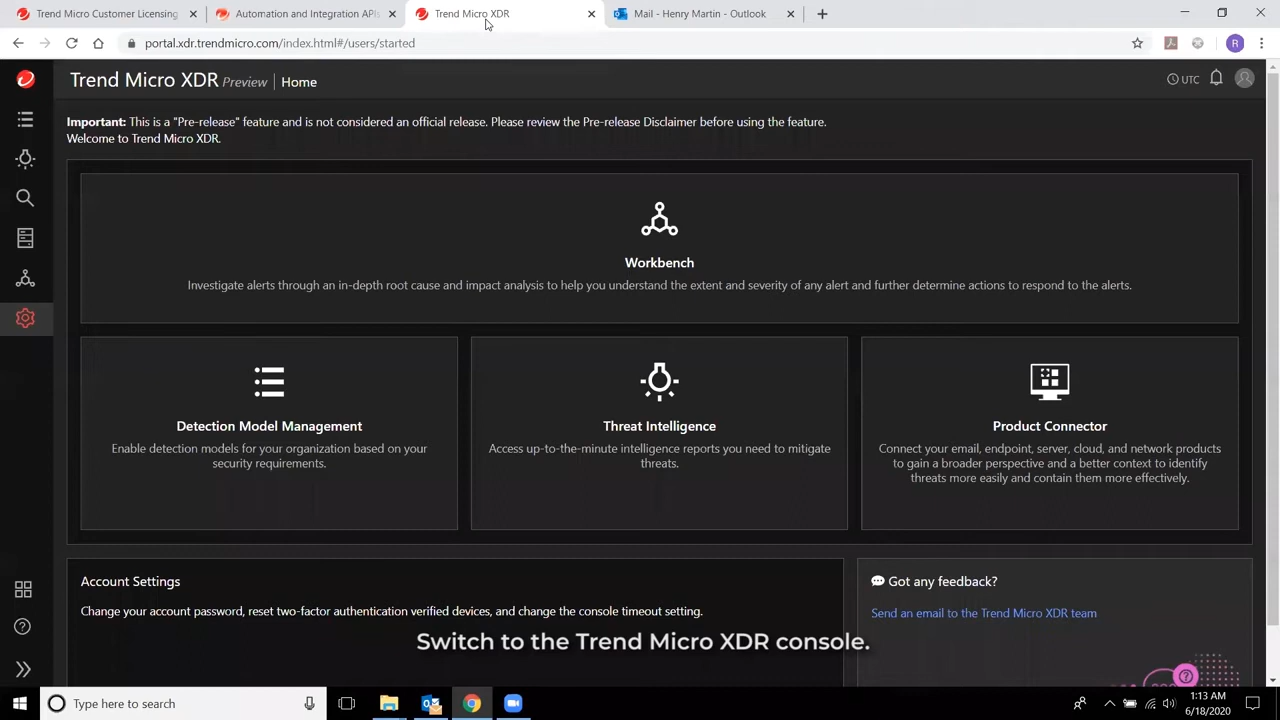 Trend Micro Customer Licensing
Automation and Integration APIs
Trend Micro XDR
Mail - Henry Martin - Outlook
portal.xdr.trendmicro.com/index.html#/users/started
R
Trend Micro XDR Preview | Home
UTC
Important: This is a "Pre-release" feature and is not considered an official release. Please review the Pre-release Disclaimer before using the feature.
Welcome to Trend Micro XDR.
Workbench
Investigate alerts through an in-depth root cause and impact analysis to help you understand the extent and severity of any alert and further determine actions to respond to the alerts.
Detection Model Management
Enable detection models for your organization based on your
security requirements.
Threat Intelligence
Access up-to-the-minute intelligence reports you need to mitigate
threats.
Product Connector
Connect your email, endpoint, server, cloud, and network products
to gain a broader perspective and a better context to identify
threats more easily and contain them more effectively.
Account Settings
Change your account password, reset two-factor authentication verified devices, and change the console timeout setting.
Got any feedback?
Send an email to the Trend Micro XDR team
Switch to the Trend Micro XDR console.
Type here to search
1:13 AM
6/18/2020